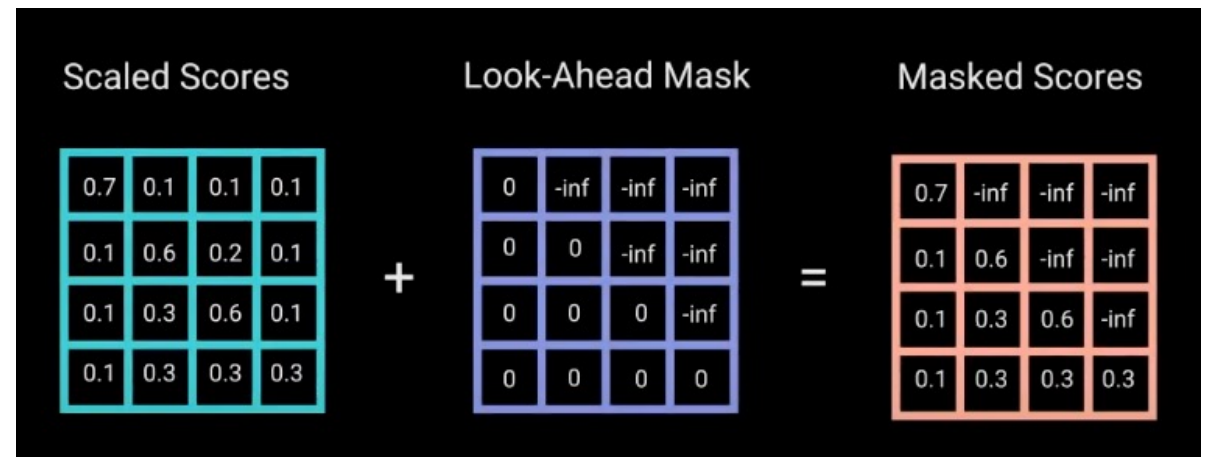 Scaled Scores Look-Ahead Mask Masked Scores
0.7 0.1 0.1 0.1 0 -inf -inf -inf 0.7 -inf -inf -inf
0.1 0.6 0.2 0.1 0 0 -inf -inf 0.1 0.6 -inf -inf
+ =
0.1 0.3 0.6 0.1 0 0 0 -inf 0.1 0.3 0.6 -inf
0.1 0.3 0.3 0.3 0 0 0 0 0.1 0.3 0.3 0.3